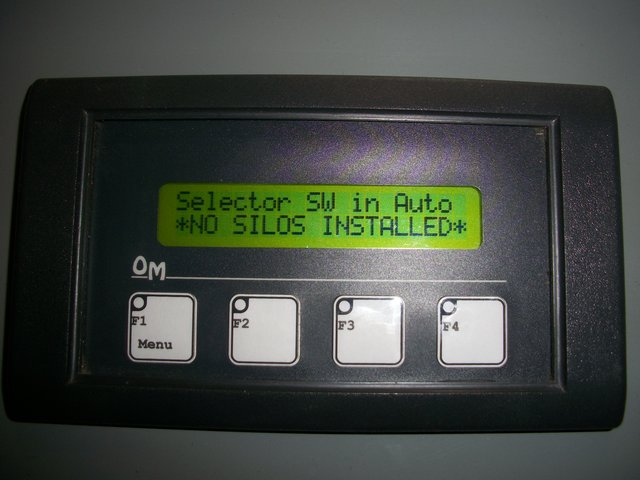 Selector SW in Auto
*NO SILOS INSTALLED*
OM
F1
Menu
F2
F3
F4